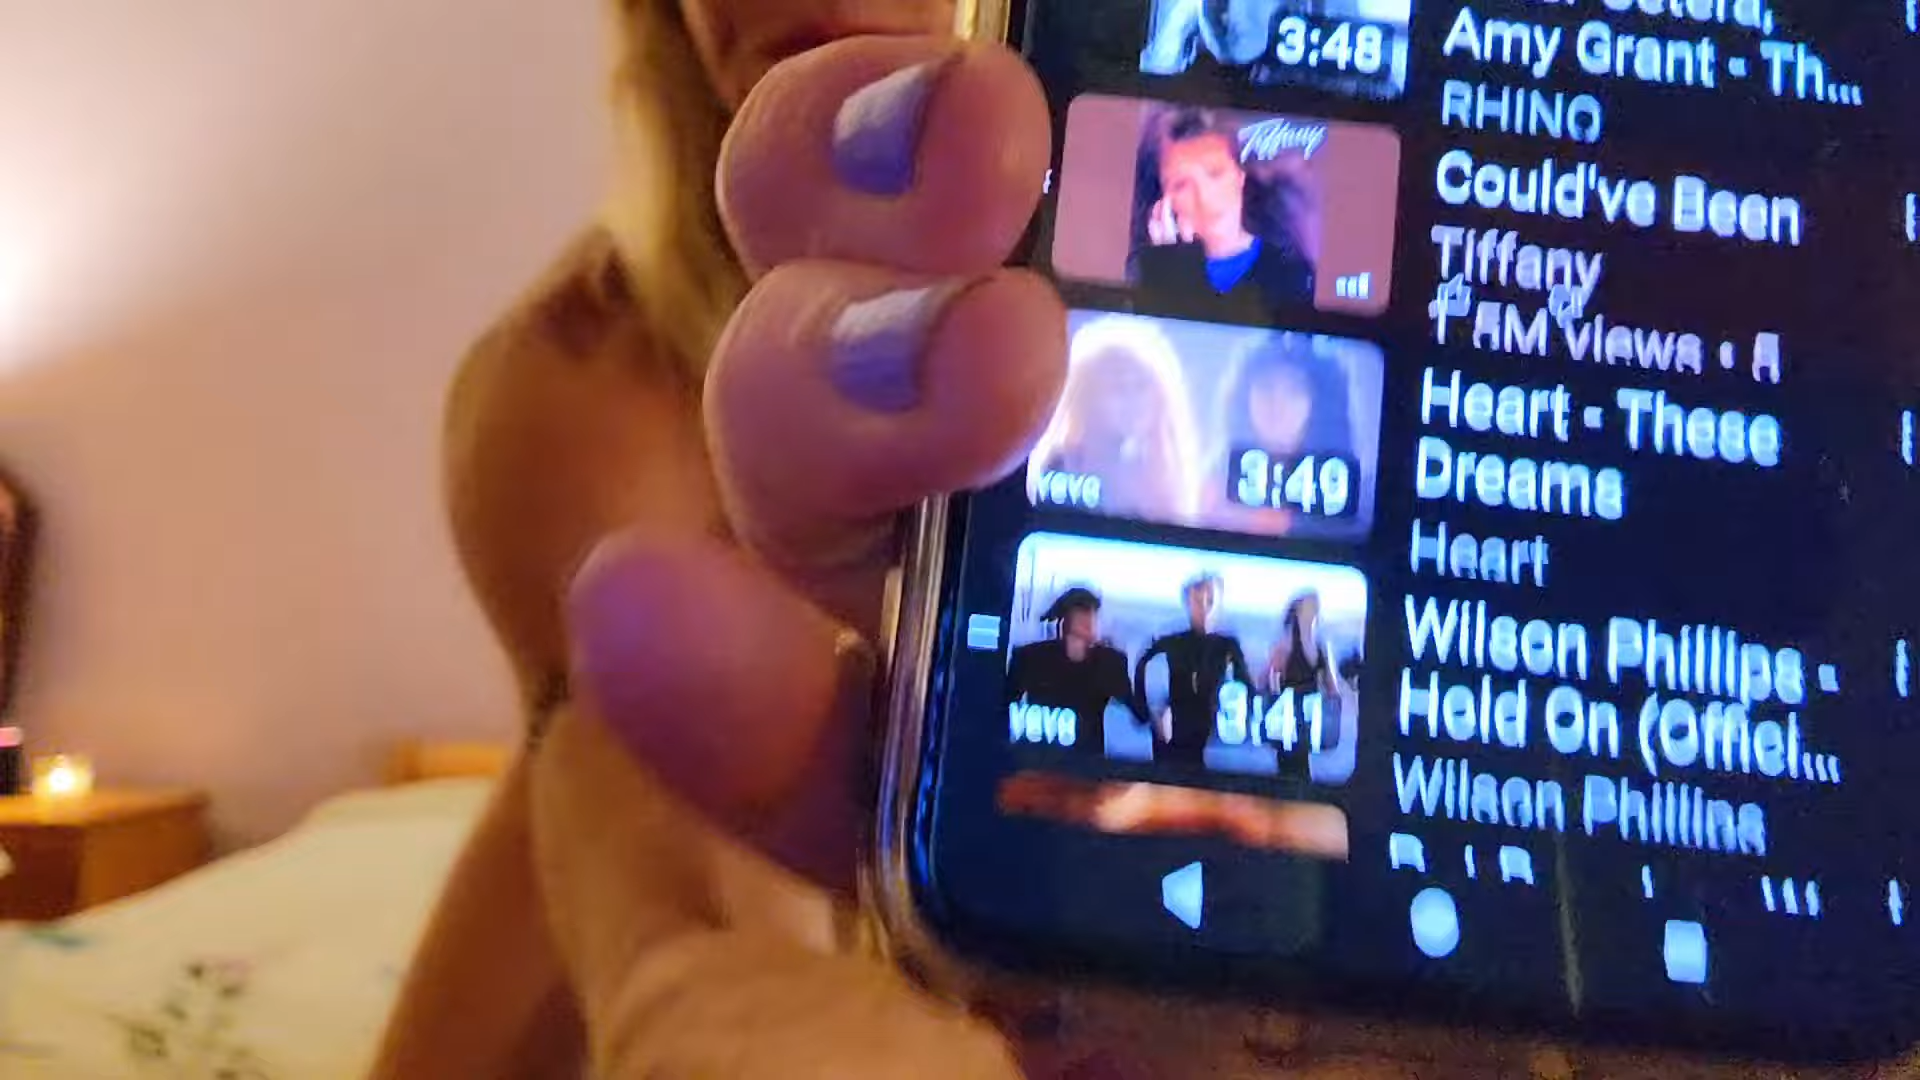 3:48
Amy Grant - Th...
RHINO
Tiffany
Could've Been
Tiffany
views
Heart - These
Dreams
Heart
vevo
3:49
Wilson Phillips -
Hold On (Offici...
Wilson Phillips
vevo
3:41